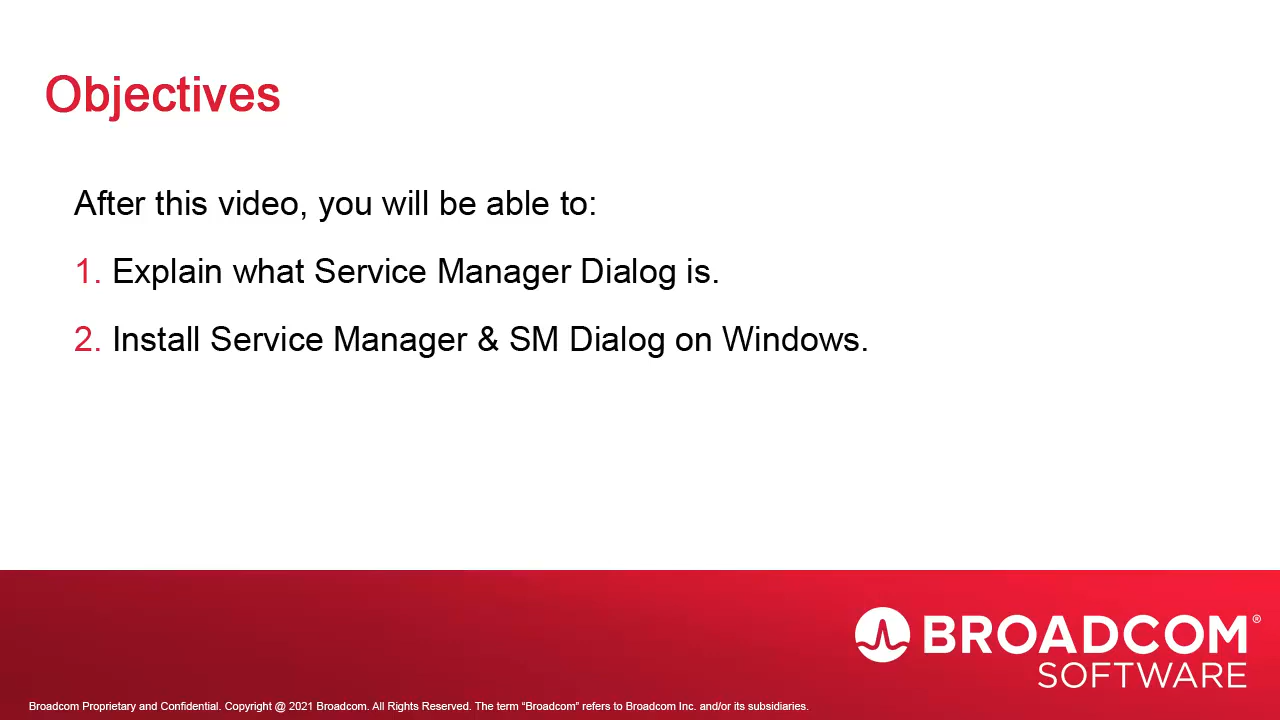 Objectives
After this video, you will be able to:
1. Explain what Service Manager Dialog is.
2. Install Service Manager & SM Dialog on Windows.
BROADCOM®
SOFTWARE
Broadcom Proprietary and Confidential. Copyright @ 2021 Broadcom. All Rights Reserved. The term “Broadcom” refers to Broadcom Inc. and/or its subsidiaries.